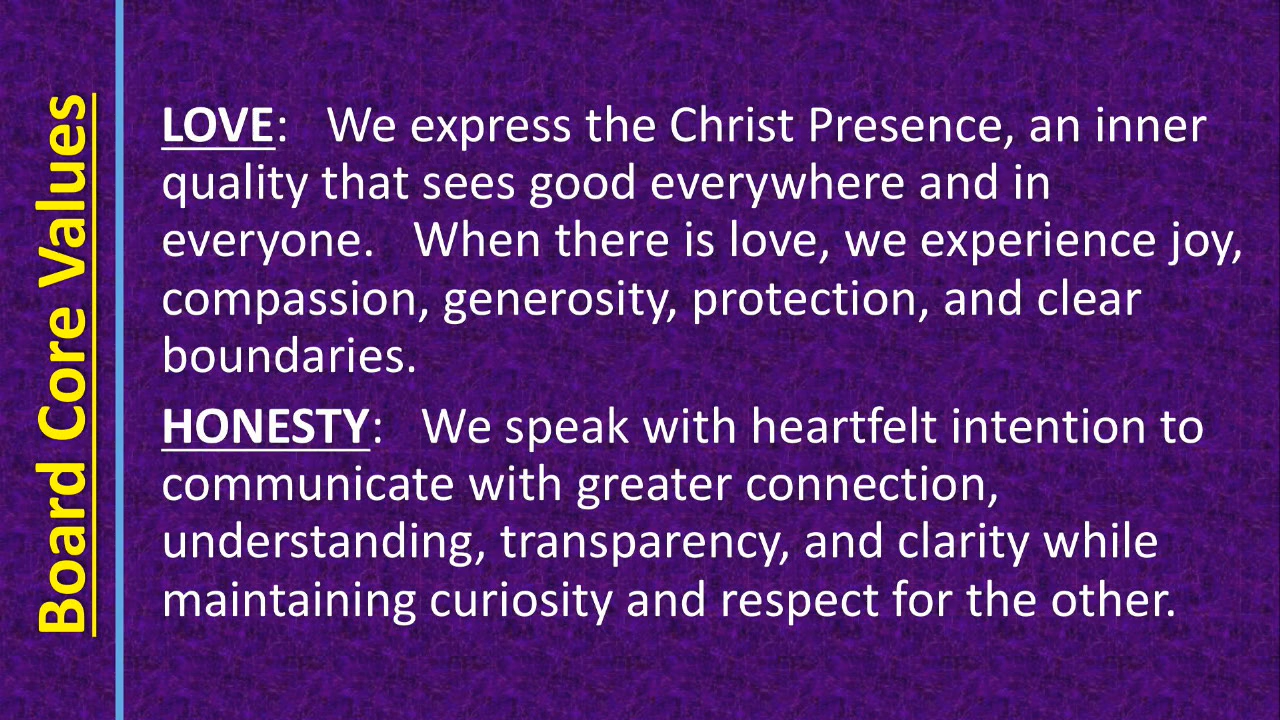 Board Core Values
LOVE:   We express the Christ Presence, an inner
quality that sees good everywhere and in
everyone.   When there is love, we experience joy,
compassion, generosity, protection, and clear
boundaries.
HONESTY:   We speak with heartfelt intention to
communicate with greater connection,
understanding, transparency, and clarity while
maintaining curiosity and respect for the other.